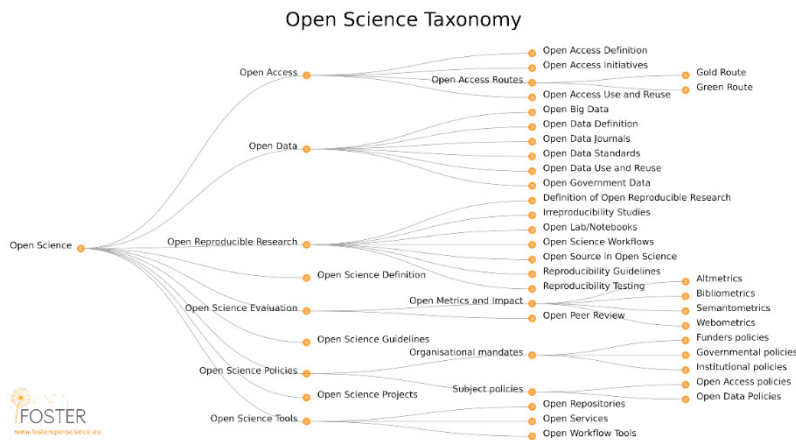 Open Science Taxonomy
Open Science
Open Access
Open Access Definition
Open Access Initiatives
Open Access Routes
Gold Route
Green Route
Open Access Use and Reuse
Open Data
Open Big Data
Open Data Definition
Open Data Journals
Open Data Standards
Open Data Use and Reuse
Open Government Data
Open Reproducible Research
Definition of Open Reproducible Research
Irreproducibility Studies
Open Lab/Notebooks
Open Science Workflows
Open Source in Open Science
Reproducibility Guidelines
Reproducibility Testing
Open Science Definition
Open Science Evaluation
Open Metrics and Impact
Altmetrics
Bibliometrics
Semantometrics
Webometrics
Open Peer Review
Open Science Guidelines
Open Science Policies
Organisational mandates
Funders policies
Governmental policies
Institutional policies
Subject policies
Open Access policies
Open Data Policies
Open Science Projects
Open Science Tools
Open Repositories
Open Services
Open Workflow Tools
FOSTER
www.fosteropenscience.eu